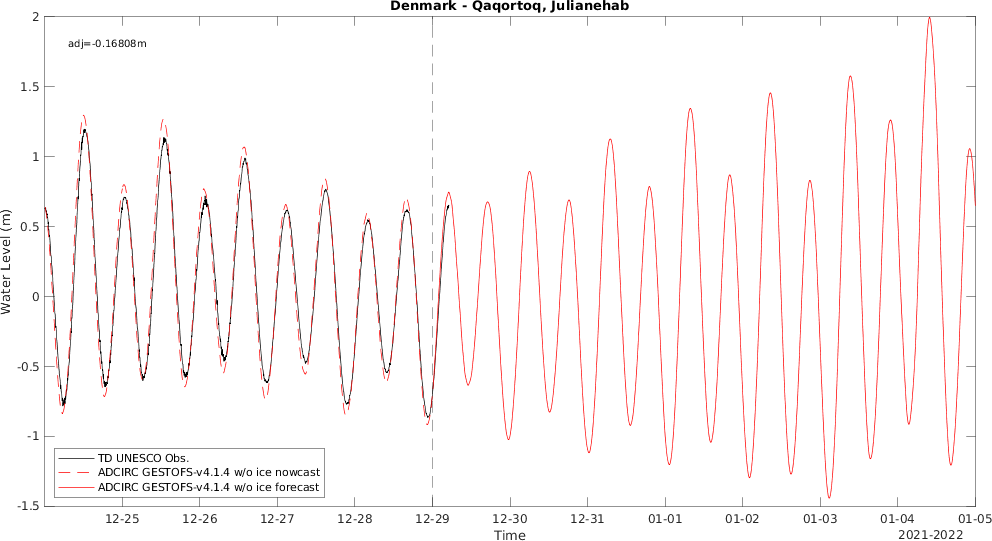 Denmark - Qaqortoq, Julianehab
adj=-0.16808m
2
1.5
1
0.5
0
-0.5
-1
-1.5
Water Level (m)
TD UNESCO Obs.
ADCIRC GESTOFS-v4.1.4 w/o ice nowcast
ADCIRC GESTOFS-v4.1.4 w/o ice forecast
12-25 12-26 12-27 12-28 12-29 12-30 12-31 01-01 01-02 01-03 01-04 01-05
Time
2021-2022